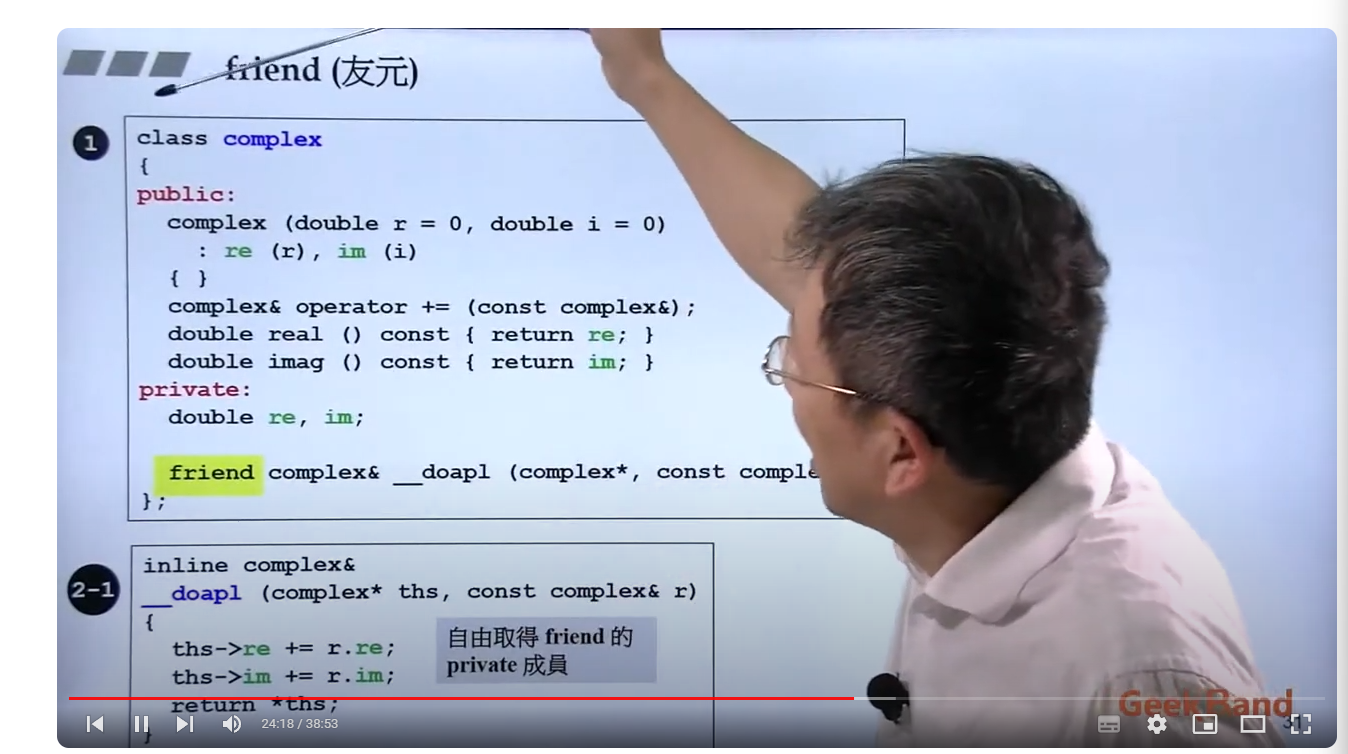 friend (友元)
1
class complex
{
public:
complex (double r = 0, double i = 0)
: re (r), im (i)
{ }
complex& operator += (const complex&);
double real () const { return re; }
double imag () const { return im; }
private:
double re, im;
friend complex& __doapl (complex*, const
};
2-1
inline complex&
__doapl (complex* ths, const complex& r)
{
ths->re += r.re;
ths->im += r.im;
return *ths;
}
自由取得 friend 的
private 成員
GeekBand
24:18 / 38:53